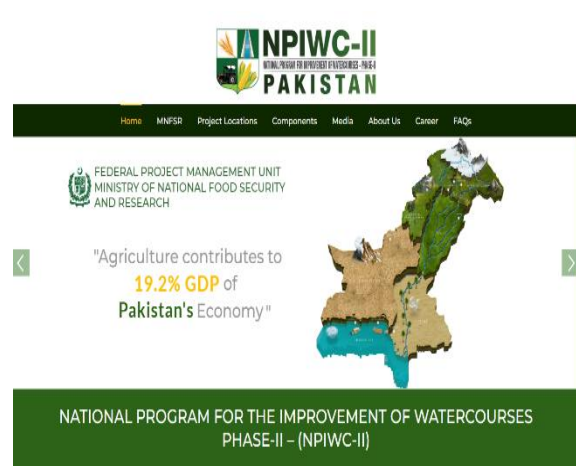 NPIWC-II
NATIONAL PROGRAM FOR IMPROVEMENT OF WATERCOURSES - PHASE-II
PAKISTAN
Home MNFSR Project Locations Components Media About Us Career FAQs
FEDERAL PROJECT MANAGEMENT UNIT
MINISTRY OF NATIONAL FOOD SECURITY
AND RESEARCH
"Agriculture contributes to
19.2% GDP of
Pakistan's Economy"
NATIONAL PROGRAM FOR THE IMPROVEMENT OF WATERCOURSES
PHASE-II – (NPIWC-II)